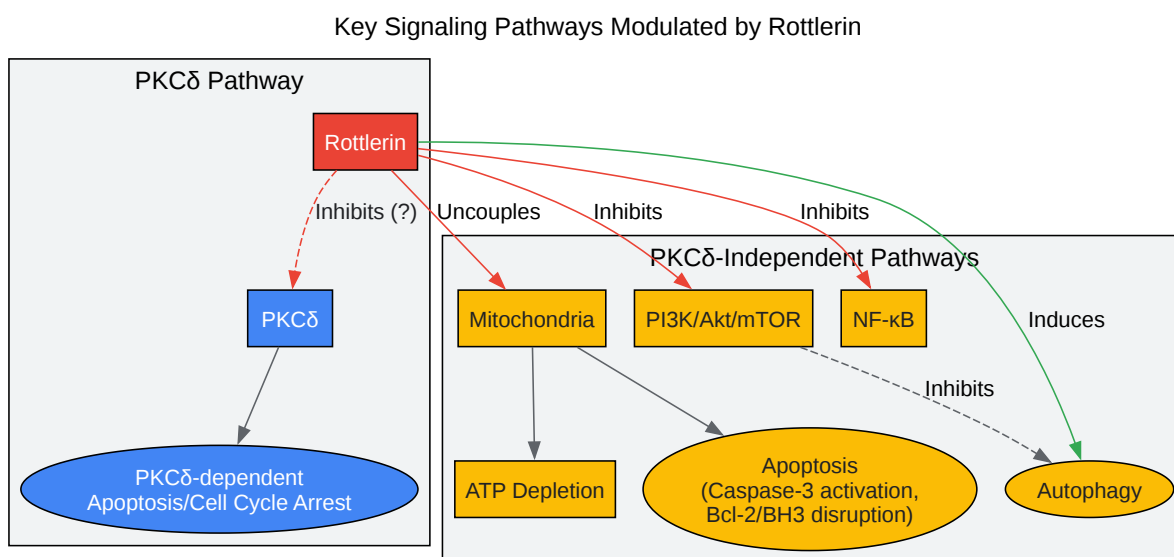 Key Signaling Pathways Modulated by Rottlerin
PKCδ Pathway
Rottlerin
Inhibits (?)
Uncouples
Inhibits
Inhibits
PKCδ-Independent Pathways
PKCδ
Mitochondria
PI3K/Akt/mTOR
NF-κB
Induces
Inhibits
PKCδ-dependent
Apoptosis/Cell Cycle Arrest
ATP Depletion
Apoptosis
(Caspase-3 activation,
Bcl-2/BH3 disruption)
Autophagy